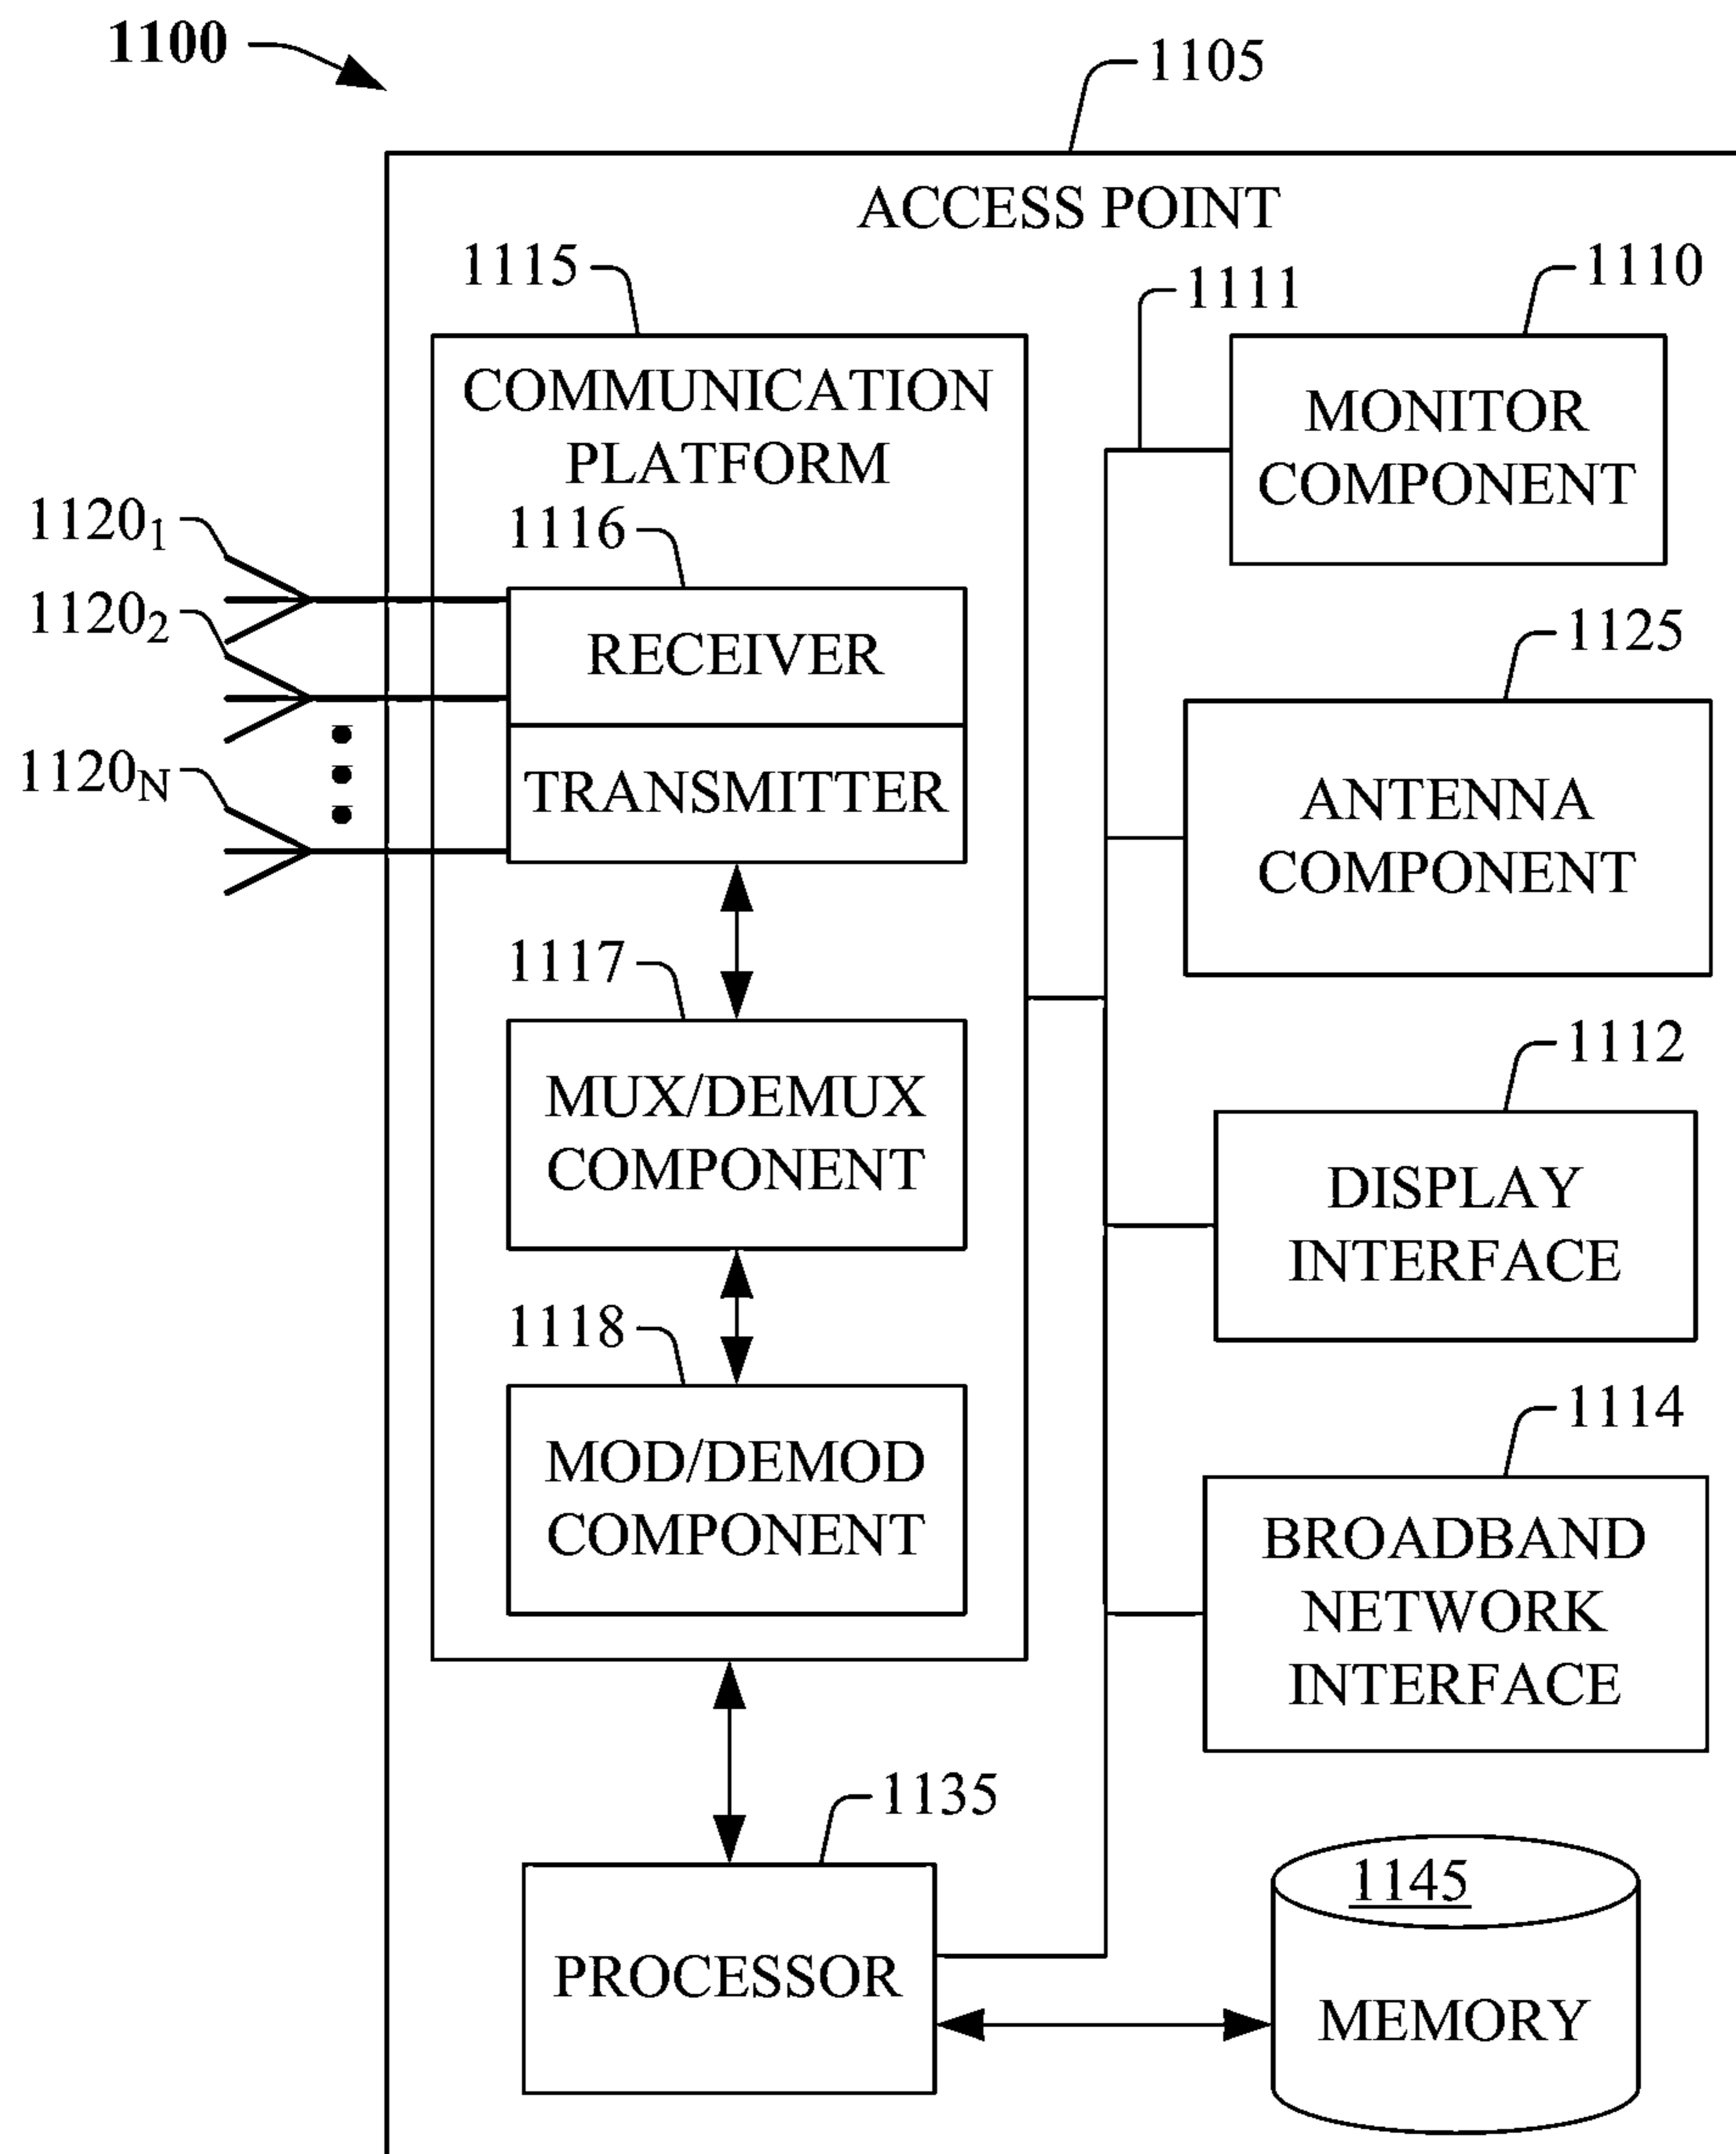 1100
1105
ACCESS POINT
1115
1111
1110
COMMUNICATION
PLATFORM
MONITOR
COMPONENT
1120₁
1116
1120₂
RECEIVER
1125
1120N
TRANSMITTER
ANTENNA
COMPONENT
1117
1112
MUX/DEMUX
COMPONENT
DISPLAY
INTERFACE
1118
1114
MOD/DEMOD
COMPONENT
BROADBAND
NETWORK
INTERFACE
1135
1145
PROCESSOR
MEMORY